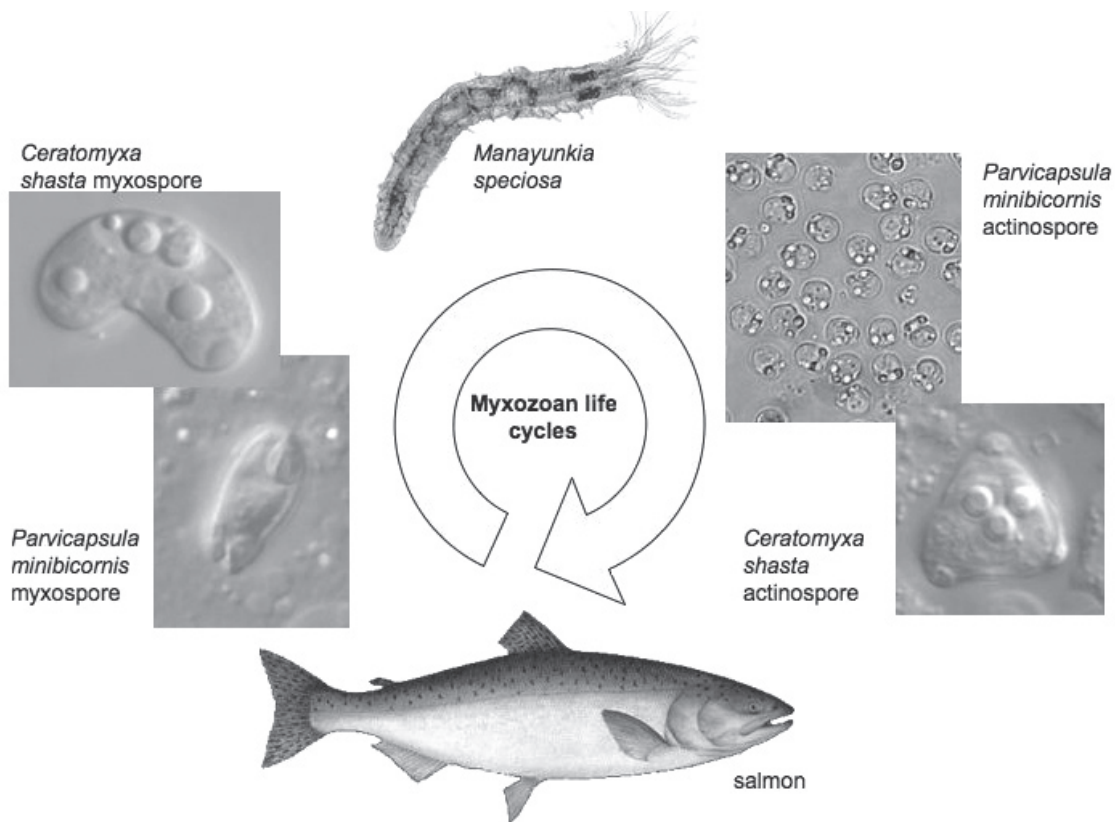 Ceratomyxa
shasta myxospore
Manayunkia
speciosa
Parvicapsula
minibicornis
actinospore
Myxozoan life
cycles
Parvicapsula
minibicornis
myxospore
Ceratomyxa
shasta
actinospore
salmon